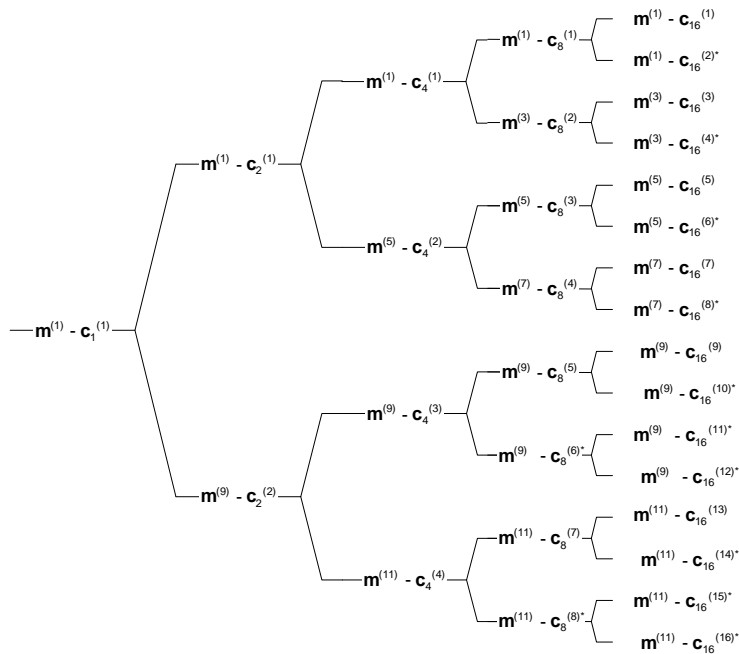 m(1) - c16(1)
m(1) - c8(1)
m(1) - c16(2)*
m(1) - c4(1)
m(3) - c16(3)
m(3) - c8(2)
m(3) - c16(4)*
m(1) - c2(1)
m(5) - c16(5)
m(5) - c8(3)
m(5) - c16(6)*
m(5) - c4(2)
m(7) - c16(7)
m(7) - c8(4)
m(7) - c16(8)*
m(1) - c1(1)
m(9) - c16(9)
m(9) - c8(5)
m(9) - c16(10)*
m(9) - c4(3)
m(9) - c16(11)*
m(9) - c8(6)*
m(9) - c16(12)*
m(9) - c2(2)
m(11) - c16(13)
m(11) - c8(7)
m(11) - c16(14)*
m(11) - c4(4)
m(11) - c16(15)*
m(11) - c8(8)*
m(11) - c16(16)*